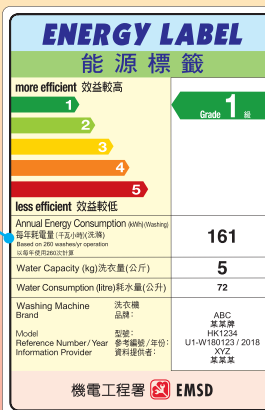 ENERGY LABEL
能源標籤
more efficient 效益較高
1
2
3
4
5
less efficient 效益較低
Grade 1 級
Annual Energy Consumption (kWh) (Washing)
每年耗電量 (千瓦小時) (洗滌)
Based on 260 washes/yr operation
以每年使用260次計算
161
Water Capacity (kg)洗衣量(公斤)
5
Water Consumption (litre)耗水量(公升)
72
Washing Machine 洗衣機
Brand 品牌：
ABC
某某牌
Model 型號：
HK1234
Reference Number / Year 參考編號 / 年份：
U1-W180123 / 2018
Information Provider 資料提供者：
XYZ
某某某
機電工程署 EMSD